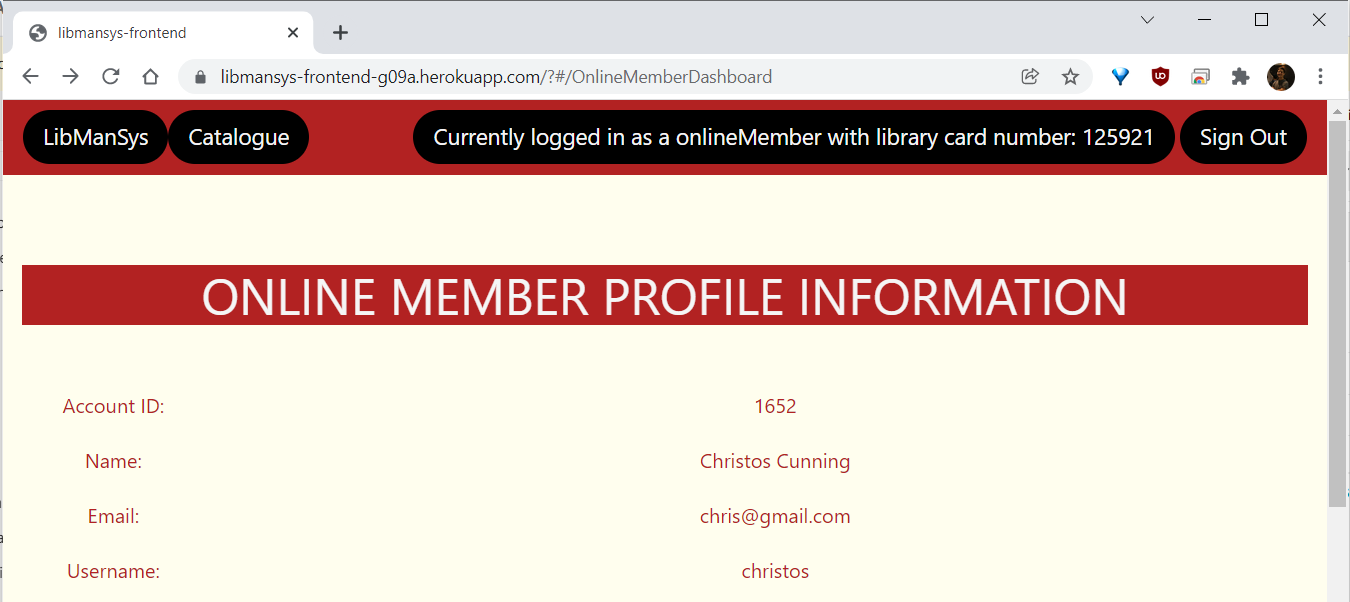 libmansys-frontend
libmansys-frontend-g09a.herokuapp.com/?#/OnlineMemberDashboard
LibManSys Catalogue Currently logged in as a onlineMember with library card number: 125921 Sign Out
ONLINE MEMBER PROFILE INFORMATION
Account ID: 1652
Name: Christos Cunning
Email: chris@gmail.com
Username: christos